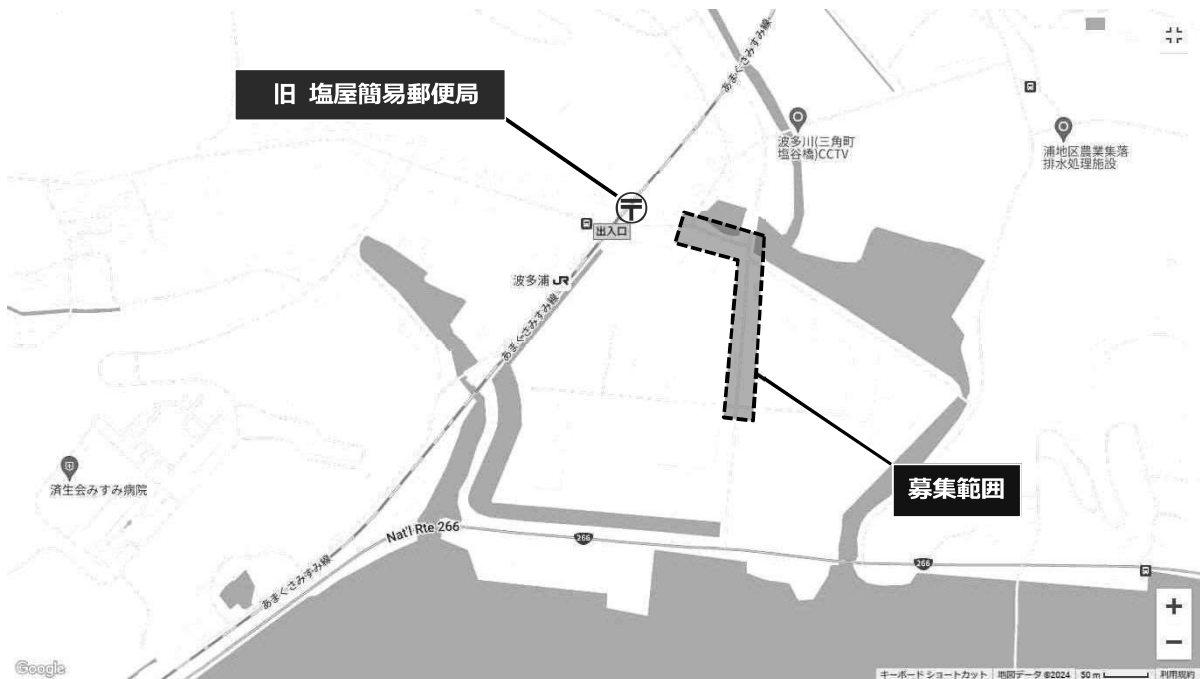 あまくさみすみ線
旧 塩屋簡易郵便局
波多川(三角町
塩谷橋)CCTV
浦地区農業集落
排水処理施設
出入口
波多浦 JR
あまくさみすみ線
済生会みすみ病院
募集範囲
Nat'l Rte 266
266
266
あまくさみすみ線
+
−
Google
キーボード ショートカット 地図データ ©2024 50 m 利用規約